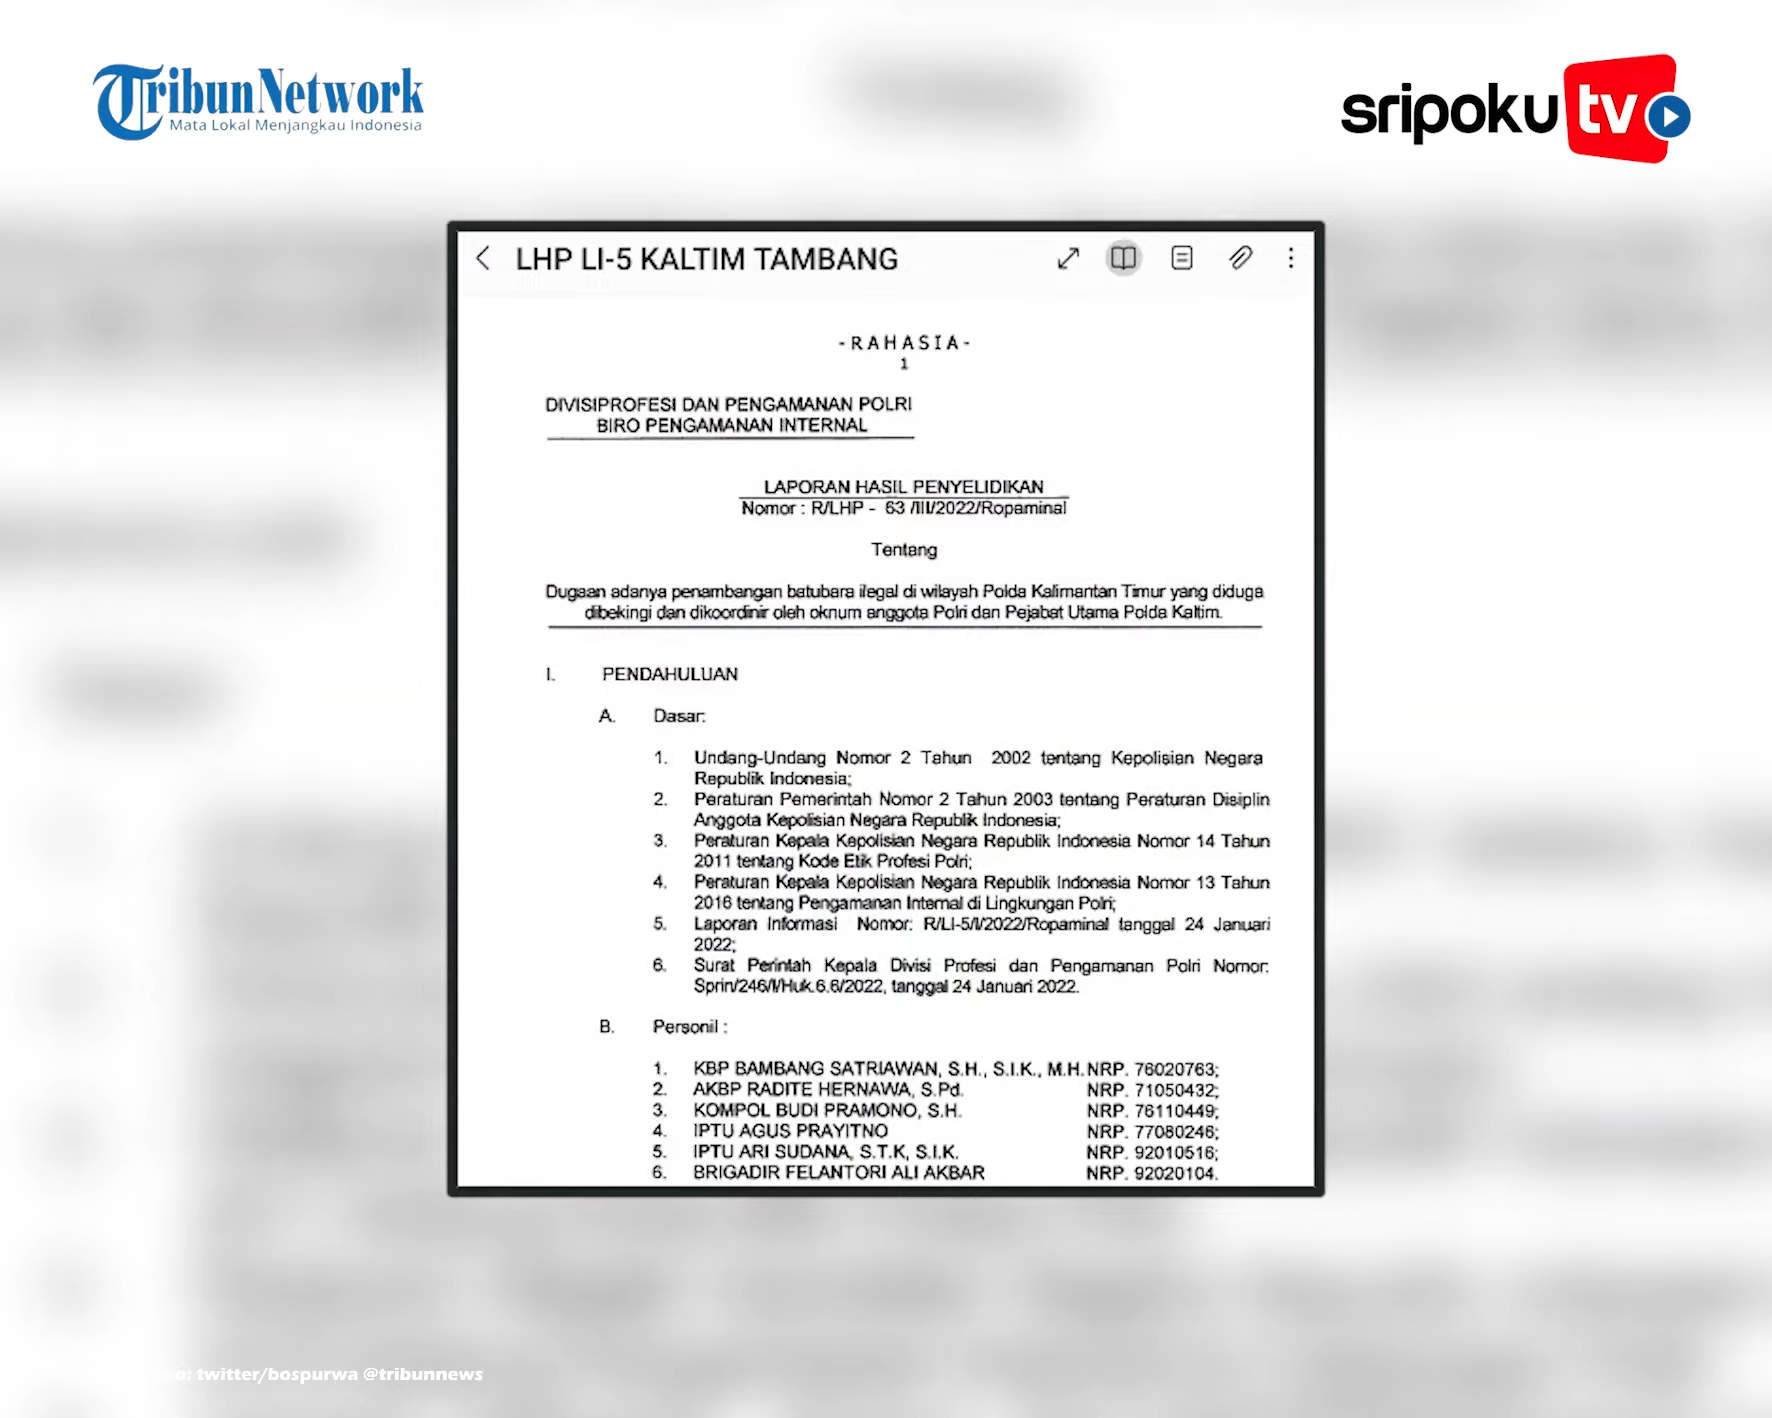 TribunNetwork
Mata Lokal Menjangkau Indonesia
sripoku tv
LHP LI-5 KALTIM TAMBANG
-RAHASIA-
1
DIVISIPROFESI DAN PENGAMANAN POLRI
BIRO PENGAMANAN INTERNAL
LAPORAN HASIL PENYELIDIKAN
Nomor : R/LHP - 63 /III/2022/Ropaminal
Tentang
Dugaan adanya penambangan batubara ilegal di wilayah Polda Kalimantan Timur yang diduga
dibekingi dan dikoordinir oleh oknum anggota Polri dan Pejabat Utama Polda Kaltim.
I. PENDAHULUAN
A. Dasar:
1. Undang-Undang Nomor 2 Tahun 2002 tentang Kepolisian Negara
Republik Indonesia;
2. Peraturan Pemerintah Nomor 2 Tahun 2003 tentang Peraturan Disiplin
Anggota Kepolisian Negara Republik Indonesia;
3. Peraturan Kepala Kepolisian Negara Republik Indonesia Nomor 14 Tahun
2011 tentang Kode Etik Profesi Polri;
4. Peraturan Kepala Kepolisian Negara Republik Indonesia Nomor 13 Tahun
2016 tentang Pengamanan Internal di Lingkungan Polri;
5. Laporan Informasi Nomor: R/LI-5/I/2022/Ropaminal tanggal 24 Januari
2022;
6. Surat Perintah Kepala Divisi Profesi dan Pengamanan Polri Nomor:
Sprin/246/I/Huk.6.6/2022, tanggal 24 Januari 2022.
B. Personil :
1. KBP BAMBANG SATRIAWAN, S.H., S.I.K., M.H. NRP. 76020763;
2. AKBP RADITE HERNAWA, S.Pd. NRP. 71050432;
3. KOMPOL BUDI PRAMONO, S.H. NRP. 76110449;
4. IPTU AGUS PRAYITNO NRP. 77080246;
5. IPTU ARI SUDANA, S.T.K, S.I.K. NRP. 92010516;
6. BRIGADIR FELANTORI ALI AKBAR NRP. 92020104.
twitter/bospurwa @tribunnews